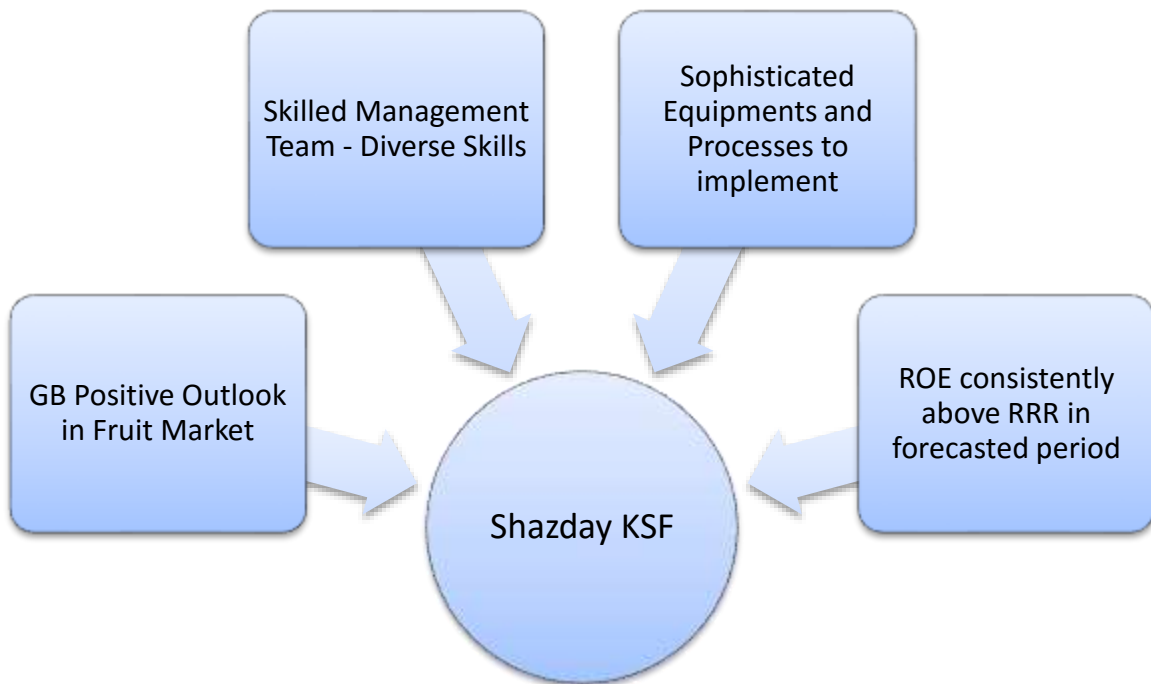 Skilled Management
Team - Diverse Skills
Sophisticated
Equipments and
Processes to
implement
GB Positive Outlook
in Fruit Market
ROE consistently
above RRR in
forecasted period
Shazday KSF